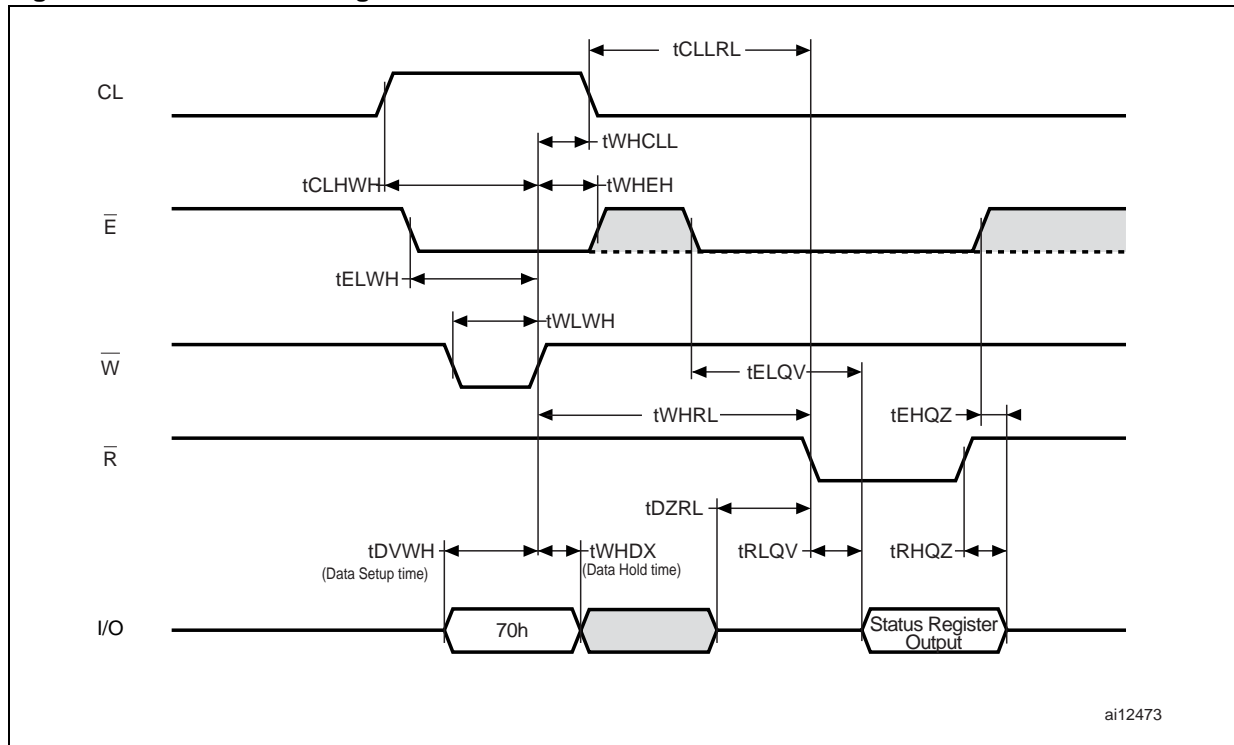 tCLLRL
CL
tWHCLL
tCLHWH
tWHEH
E
tELWH
tWLWH
W
tELQV
tWHRL
tEHQZ
R
tDZRL
tDVWH
(Data Setup time)
tWHDX
(Data Hold time)
tRLQV
tRHQZ
I/O
70h
Status Register
Output
ai12473